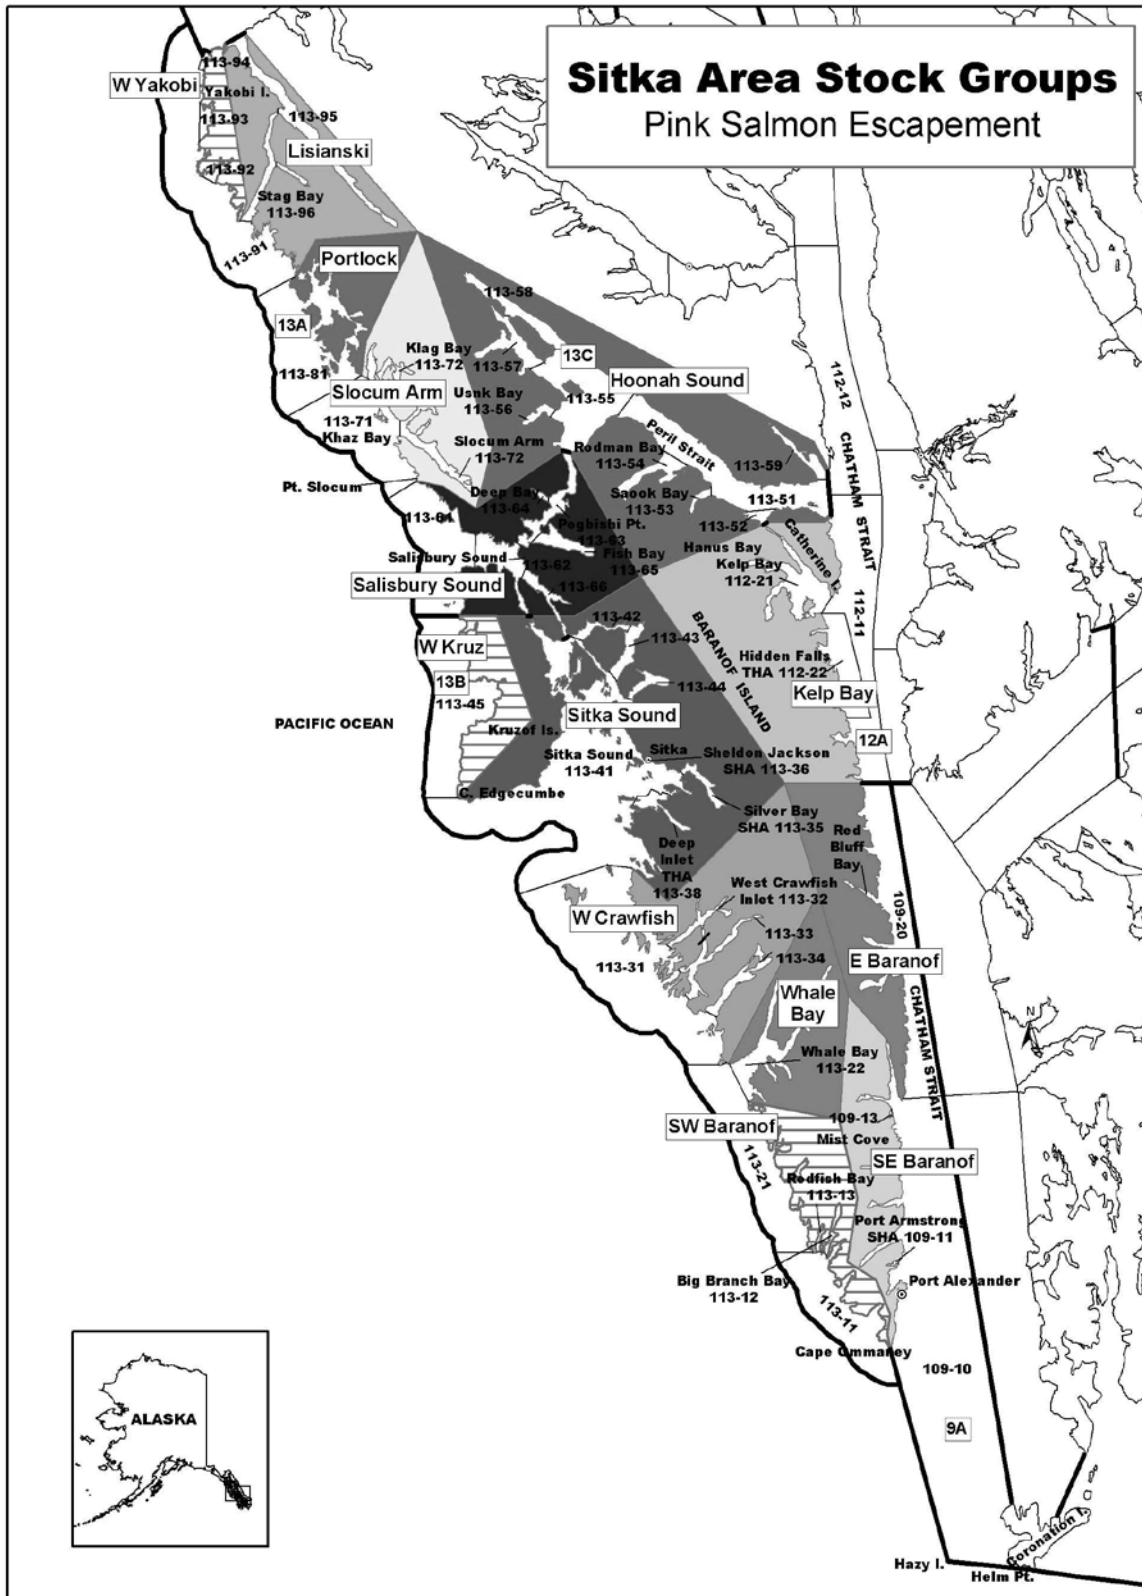 Sitka Area Stock Groups
Pink Salmon Escapement
113-94
W Yakobi
Yakobi I.
113-93
113-95
Lisianski
113-92
Stag Bay
113-96
113-91
Portlock
113-58
13A
Klag Bay
113-72
113-57
13C
113-81
Slocum Arm
Hoonah Sound
Usnk Bay
113-56
113-55
112-12
113-71
Khaz Bay
Slocum Arm
113-72
Peril Strait
Rodman Bay
113-54
113-59
CHATHAM STRAIT
Pt. Slocum
Deep Bay
113-64
Saook Bay
113-53
113-51
113-61
Pogbishi Pt.
113-63
113-52
Catherine I.
Salisbury Sound
113-62
Fish Bay
113-65
Hanus Bay
Kelp Bay
112-21
Salisbury Sound
113-66
112-11
113-42
W Kruz
113-43
BARANOF ISLAND
Hidden Falls
THA 112-22
13B
113-45
113-44
Kelp Bay
PACIFIC OCEAN
Sitka Sound
Kruzof Is.
12A
Sitka Sound
113-41
Sitka
Sheldon Jackson
SHA 113-36
C. Edgecumbe
Silver Bay
SHA 113-35
Red
Bluff
Bay
Deep
Inlet
THA
113-38
West Crawfish
Inlet 113-32
109-20
W Crawfish
113-33
113-34
113-31
E Baranof
Whale
Bay
CHATHAM STRAIT
N
Whale Bay
113-22
109-13
SW Baranof
Mist Cove
113-21
SE Baranof
Redfish Bay
113-13
Port Armstrong
SHA 109-11
Big Branch Bay
113-12
Port Alexander
113-11
Cape Ommaney
109-10
ALASKA
9A
Coronation I.
Hazy I.
Helm Pt.